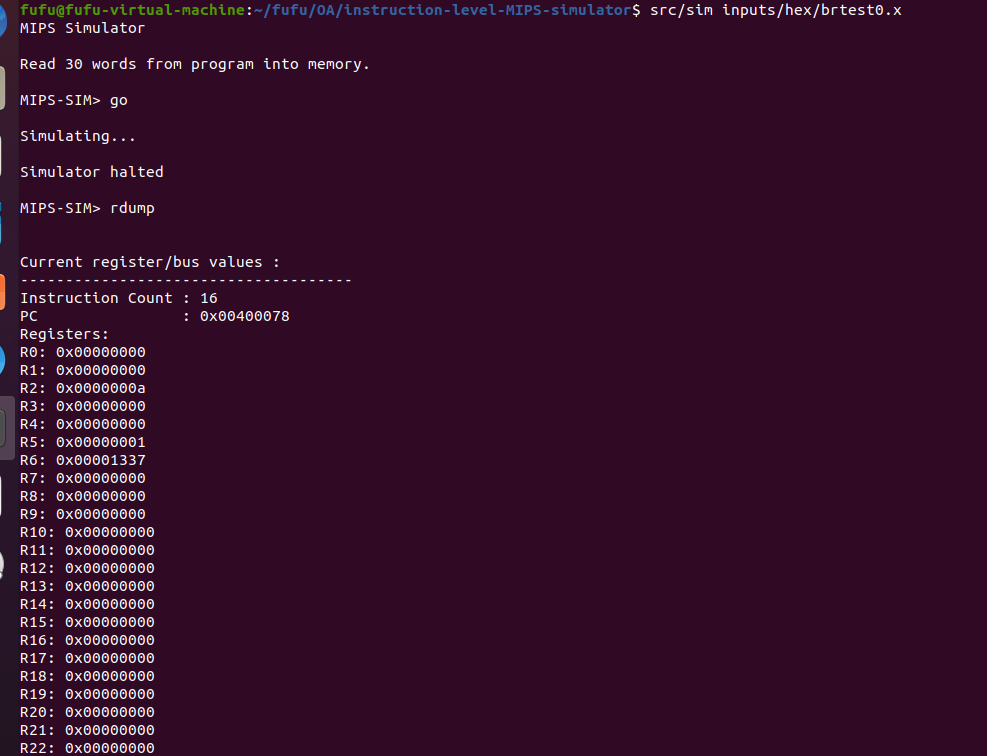 fufu@fufu-virtual-machine:~/fufu/OA/instruction-level-MIPS-simulator$ src/sim inputs/hex/brtest0.x
MIPS Simulator
Read 30 words from program into memory.
MIPS-SIM> go
Simulating...
Simulator halted
MIPS-SIM> rdump
Current register/bus values :
-------------------------------------
Instruction Count : 16
PC                : 0x00400078
Registers:
R0: 0x00000000
R1: 0x00000000
R2: 0x0000000a
R3: 0x00000000
R4: 0x00000000
R5: 0x00000001
R6: 0x00001337
R7: 0x00000000
R8: 0x00000000
R9: 0x00000000
R10: 0x00000000
R11: 0x00000000
R12: 0x00000000
R13: 0x00000000
R14: 0x00000000
R15: 0x00000000
R16: 0x00000000
R17: 0x00000000
R18: 0x00000000
R19: 0x00000000
R20: 0x00000000
R21: 0x00000000
R22: 0x00000000